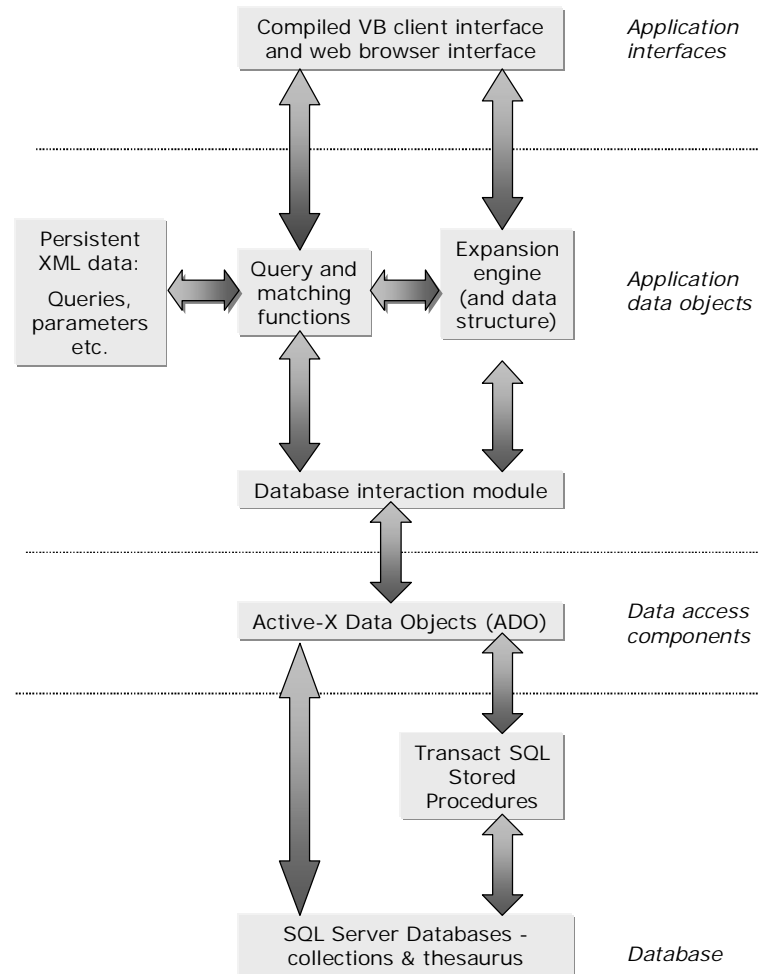 Compiled VB client interface
and web browser interface
Application
interfaces
Persistent
XML data:
Queries,
parameters
etc.
Query and
matching
functions
Expansion
engine
(and data
structure)
Application
data objects
Database interaction module
Active-X Data Objects (ADO)
Data access
components
Transact SQL
Stored
Procedures
SQL Server Databases -
collections & thesaurus
Database